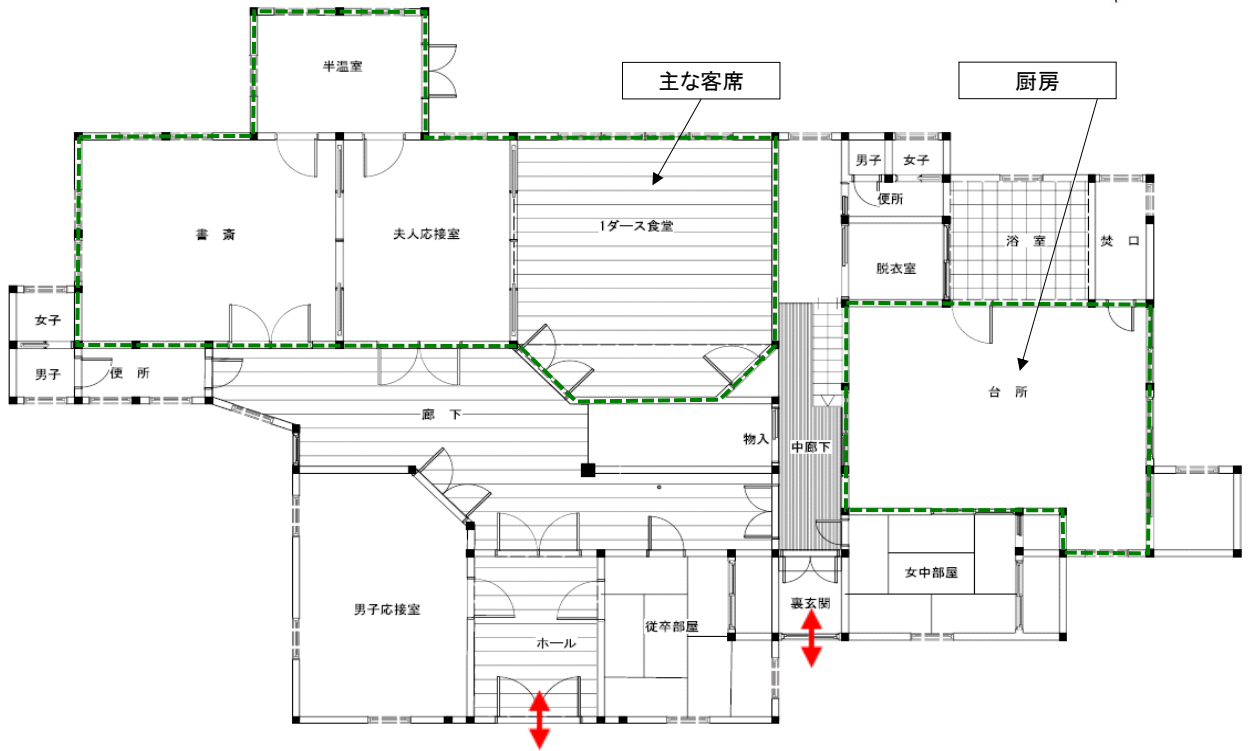 半温室
主な客席
厨房
男子
女子
便所
書 斎
夫人応接室
1ダース食堂
脱衣室
浴 室
焚 口
女子
男子
便 所
廊 下
物入
中廊下
台 所
男子応接室
ホール
従卒部屋
裏玄関
女中部屋